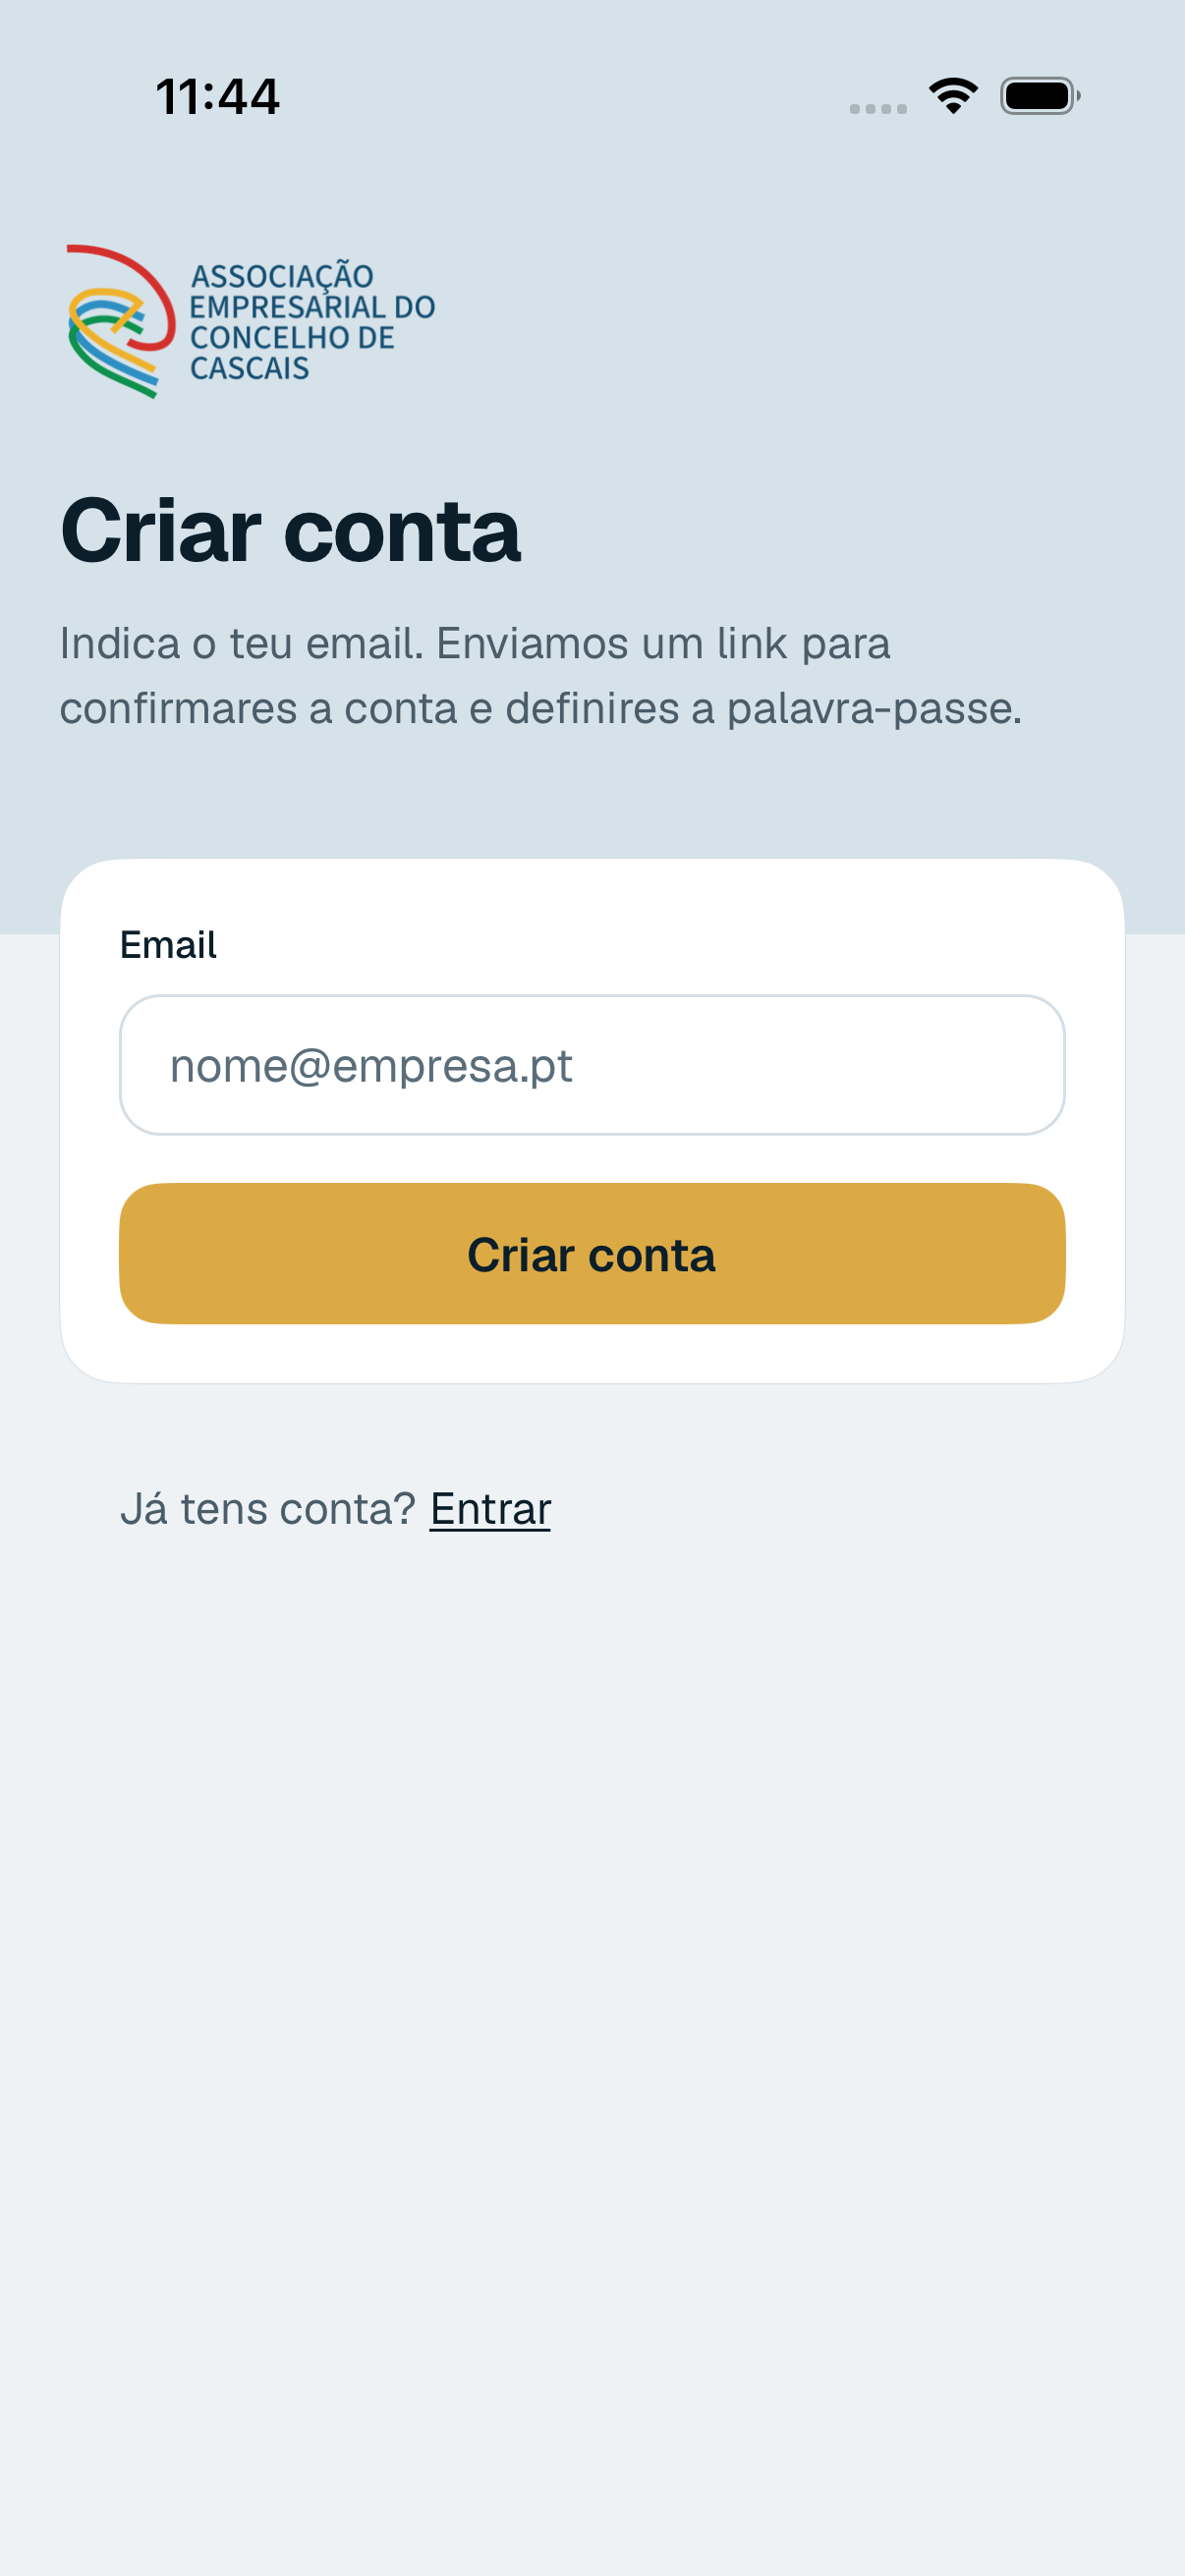 11:44
ASSOCIAÇÃO
EMPRESARIAL DO
CONCELHO DE
CASCAIS
Criar conta
Indica o teu email. Enviamos um link para
confirmares a conta e definires a palavra-passe.
Email
nome@empresa.pt
Criar conta
Já tens conta? Entrar